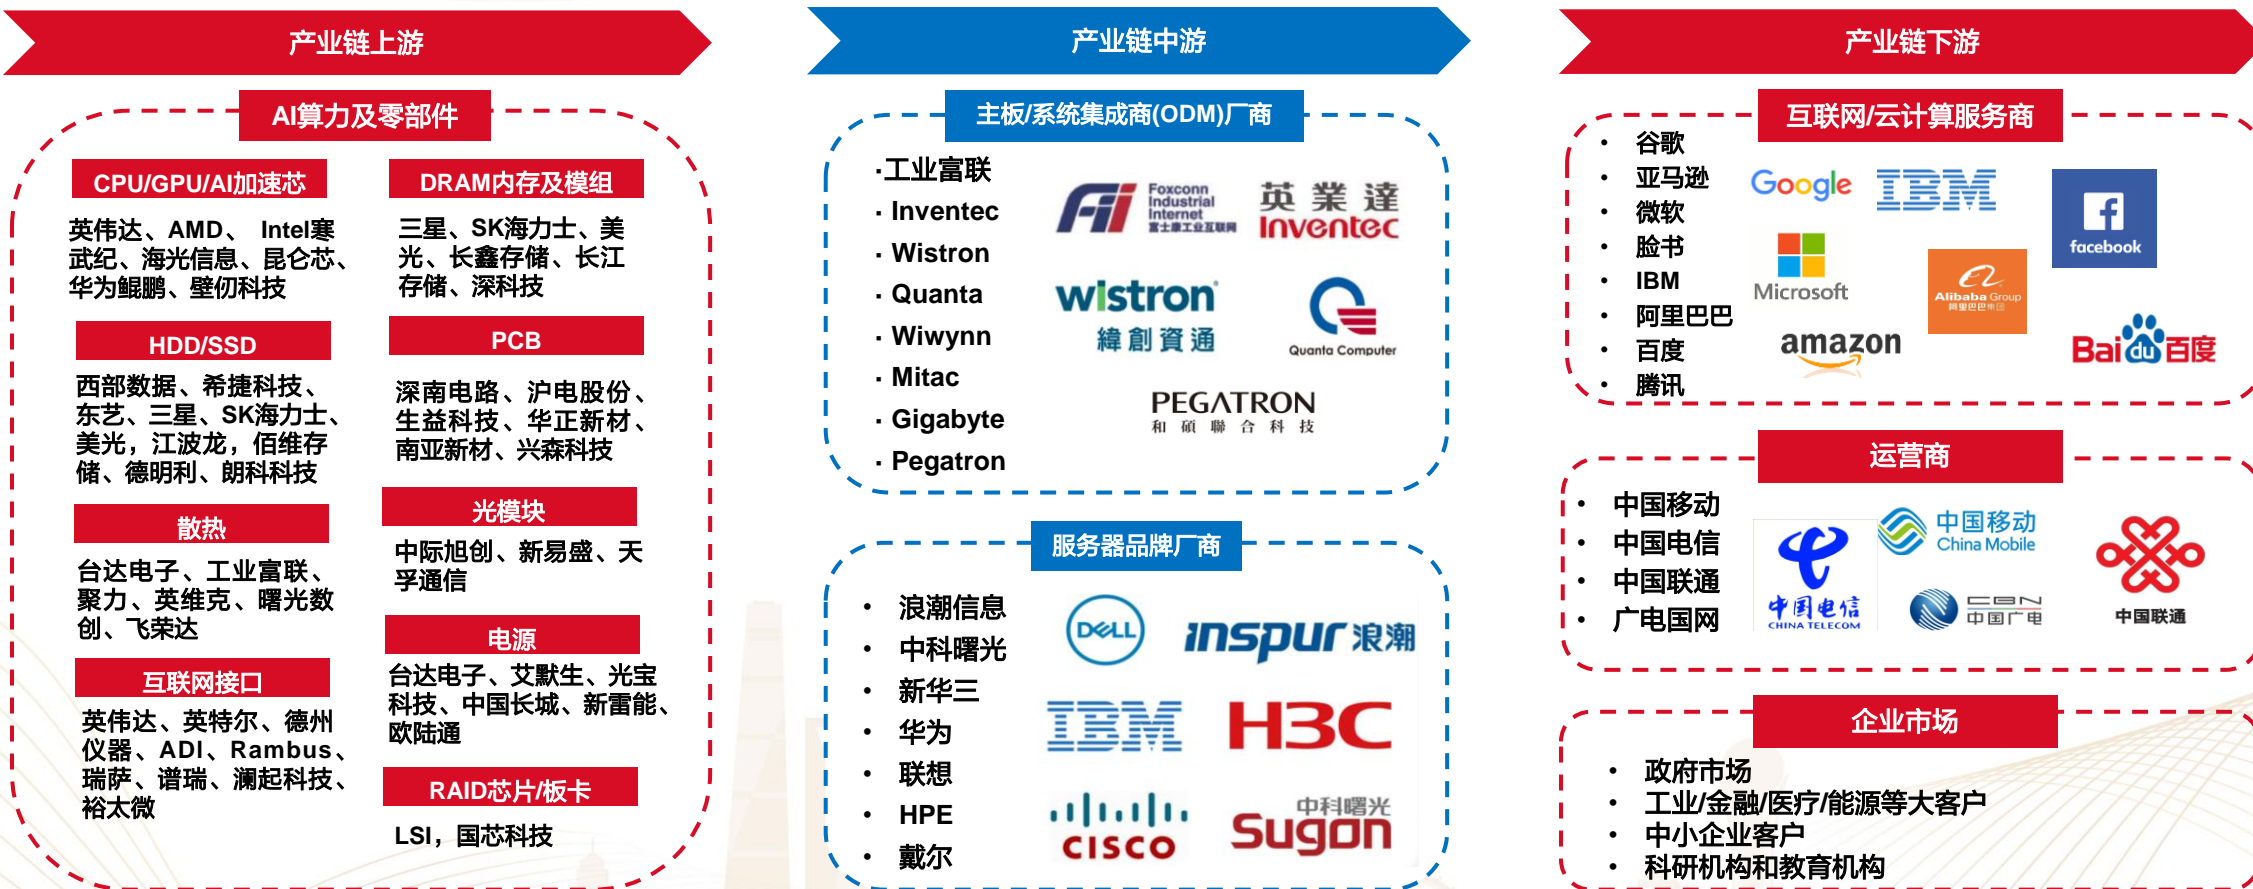 产业链上游
AI算力及零部件
CPU/GPU/AI加速芯
英伟达、AMD、 Intel寒
武纪、海光信息、昆仑芯、
华为鲲鹏、壁仞科技
HDD/SSD
西部数据、希捷科技、
东艺、三星、SK海力士、
美光，江波龙，佰维存
储、德明利、朗科科技
散热
台达电子、工业富联、
聚力、英维克、曙光数
创、飞荣达
互联网接口
英伟达、英特尔、德州
仪器、ADI、Rambus、
瑞萨、谱瑞、澜起科技、
裕太微
DRAM内存及模组
三星、SK海力士、美
光、长鑫存储、长江
存储、深科技
PCB
深南电路、沪电股份、
生益科技、华正新材、
南亚新材、兴森科技
光模块
中际旭创、新易盛、天
孚通信
电源
台达电子、艾默生、光宝
科技、中国长城、新雷能、
欧陆通
RAID芯片/板卡
LSI，国芯科技
产业链中游
主板/系统集成商(ODM)厂商
·工业富联
· Inventec
· Wistron
· Quanta
· Wiwynn
· Mitac
· Gigabyte
· Pegatron
Fii
Foxconn
Industrial
Internet
富士康工业互联网
英業達
Inventec
wistron
緯創資通
Quanta Computer
PEGATRON
和碩聯合科技
服务器品牌厂商
• 浪潮信息
• 中科曙光
• 新华三
• 华为
• 联想
• HPE
• 戴尔
DELL
inspur 浪潮
IBM
H3C
CISCO
中科曙光
Sugon
产业链下游
互联网/云计算服务商
• 谷歌
• 亚马逊
• 微软
• 脸书
• IBM
• 阿里巴巴
• 百度
• 腾讯
Google
IBM
facebook
Microsoft
Alibaba Group
阿里巴巴集团
amazon
Bai du 百度
运营商
• 中国移动
• 中国电信
• 中国联通
• 广电国网
中国电信
CHINA TELECOM
中国移动
China Mobile
CBN
中国广电
中国联通
企业市场
• 政府市场
• 工业/金融/医疗/能源等大客户
• 中小企业客户
• 科研机构和教育机构